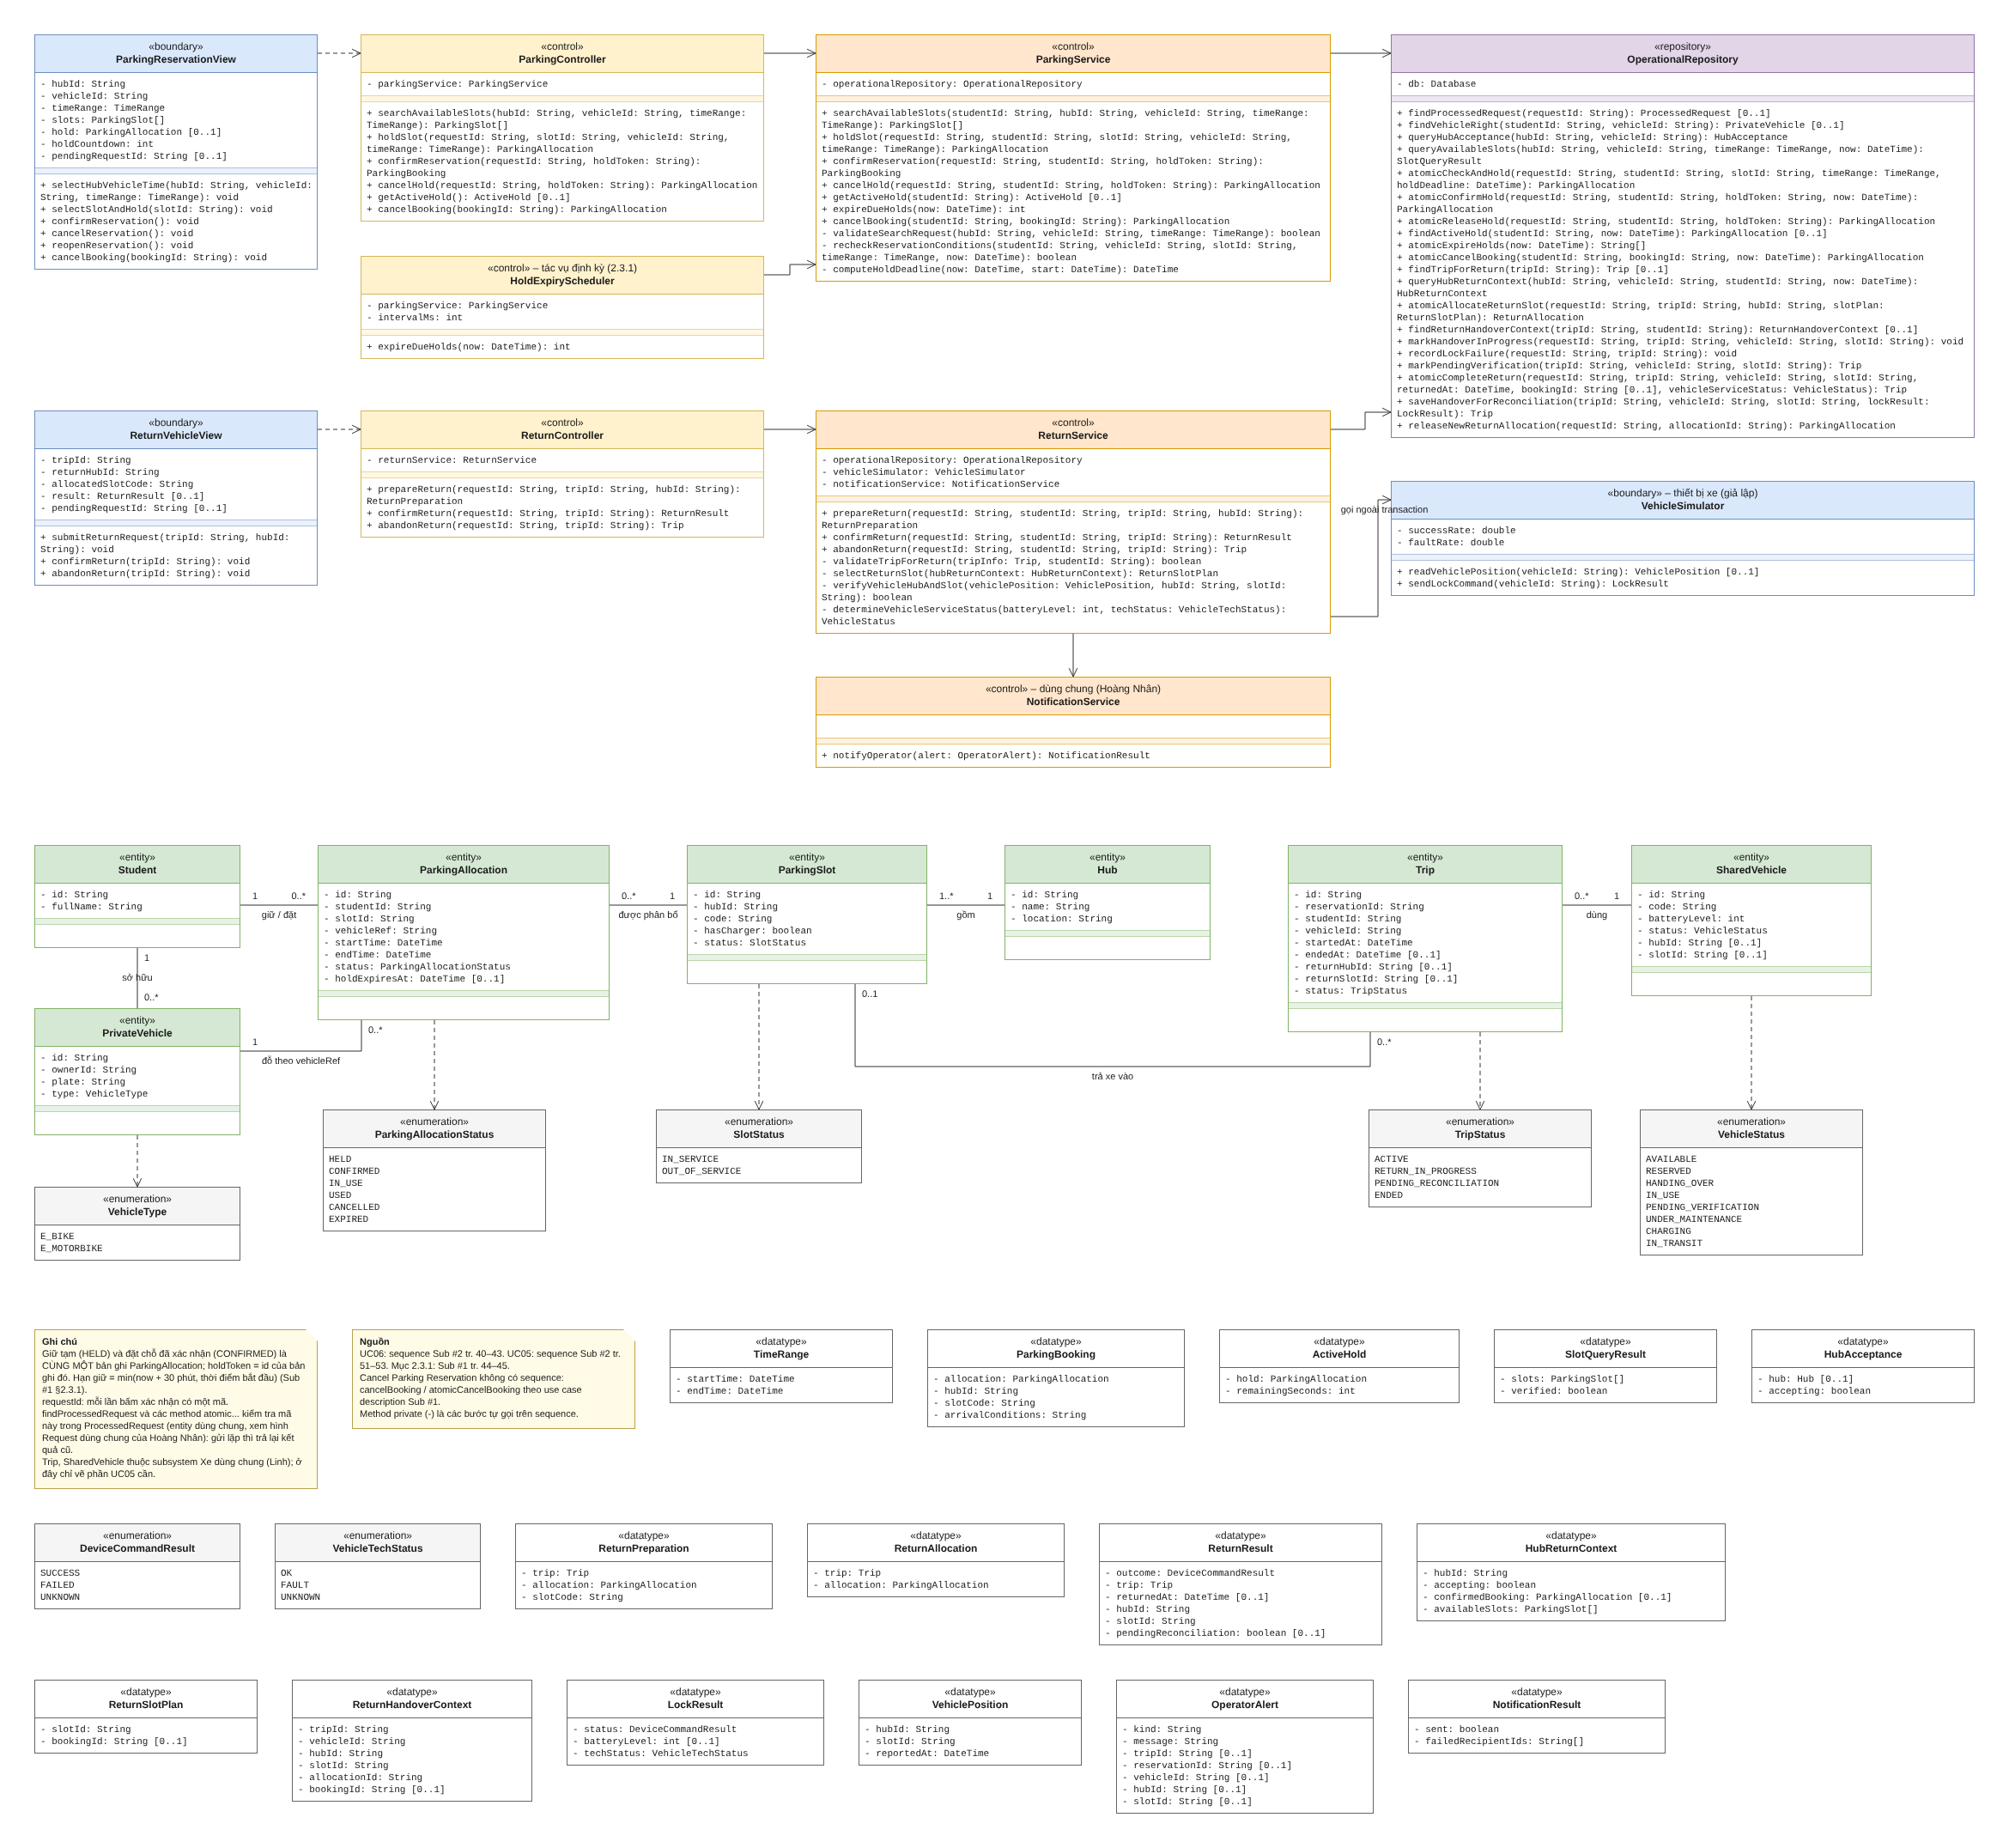 «boundary»
ParkingReservationView
- hubId: String
- vehicleId: String
- timeRange: TimeRange
- slots: ParkingSlot[]
- hold: ParkingAllocation [0..1]
- holdCountdown: int
- pendingRequestId: String [0..1]
+ selectHubVehicleTime(hubId: String, vehicleId:
String, timeRange: TimeRange): void
+ selectSlotAndHold(slotId: String): void
+ confirmReservation(): void
+ cancelReservation(): void
+ reopenReservation(): void
+ cancelBooking(bookingId: String): void
«control»
ParkingController
- parkingService: ParkingService
+ searchAvailableSlots(hubId: String, vehicleId: String, timeRange:
TimeRange): ParkingSlot[]
+ holdSlot(requestId: String, slotId: String, vehicleId: String,
timeRange: TimeRange): ParkingAllocation
+ confirmReservation(requestId: String, holdToken: String):
ParkingBooking
+ cancelHold(requestId: String, holdToken: String): ParkingAllocation
+ getActiveHold(): ActiveHold [0..1]
+ cancelBooking(bookingId: String): ParkingAllocation
«control» – tác vụ định kỳ (2.3.1)
HoldExpiryScheduler
- parkingService: ParkingService
- intervalMs: int
+ expireDueHolds(now: DateTime): int
«control»
ParkingService
- operationalRepository: OperationalRepository
+ searchAvailableSlots(studentId: String, hubId: String, vehicleId: String, timeRange:
TimeRange): ParkingSlot[]
+ holdSlot(requestId: String, studentId: String, slotId: String, vehicleId: String,
timeRange: TimeRange): ParkingAllocation
+ confirmReservation(requestId: String, studentId: String, holdToken: String):
ParkingBooking
+ cancelHold(requestId: String, studentId: String, holdToken: String): ParkingAllocation
+ getActiveHold(studentId: String): ActiveHold [0..1]
+ expireDueHolds(now: DateTime): int
+ cancelBooking(studentId: String, bookingId: String): ParkingAllocation
- validateSearchRequest(hubId: String, vehicleId: String, timeRange: TimeRange): boolean
- recheckReservationConditions(studentId: String, vehicleId: String, slotId: String,
timeRange: TimeRange, now: DateTime): boolean
- computeHoldDeadline(now: DateTime, start: DateTime): DateTime
«repository»
OperationalRepository
- db: Database
+ findProcessedRequest(requestId: String): ProcessedRequest [0..1]
+ findVehicleRight(studentId: String, vehicleId: String): PrivateVehicle [0..1]
+ queryHubAcceptance(hubId: String, vehicleId: String): HubAcceptance
+ queryAvailableSlots(hubId: String, vehicleId: String, timeRange: TimeRange, now: DateTime):
SlotQueryResult
+ atomicCheckAndHold(requestId: String, studentId: String, slotId: String, timeRange: TimeRange,
holdDeadline: DateTime): ParkingAllocation
+ atomicConfirmHold(requestId: String, studentId: String, holdToken: String, now: DateTime):
ParkingAllocation
+ atomicReleaseHold(requestId: String, studentId: String, holdToken: String): ParkingAllocation
+ findActiveHold(studentId: String, now: DateTime): ParkingAllocation [0..1]
+ atomicExpireHolds(now: DateTime): String[]
+ atomicCancelBooking(studentId: String, bookingId: String, now: DateTime): ParkingAllocation
+ findTripForReturn(tripId: String): Trip [0..1]
+ queryHubReturnContext(hubId: String, vehicleId: String, studentId: String, now: DateTime):
HubReturnContext
+ atomicAllocateReturnSlot(requestId: String, tripId: String, hubId: String, slotPlan:
ReturnSlotPlan): ReturnAllocation
+ findReturnHandoverContext(tripId: String, studentId: String): ReturnHandoverContext [0..1]
+ markHandoverInProgress(requestId: String, tripId: String, vehicleId: String, slotId: String): void
+ recordLockFailure(requestId: String, tripId: String): void
+ markPendingVerification(tripId: String, vehicleId: String, slotId: String): Trip
+ atomicCompleteReturn(requestId: String, tripId: String, vehicleId: String, slotId: String,
returnedAt: DateTime, bookingId: String [0..1], vehicleServiceStatus: VehicleStatus): Trip
+ saveHandoverForReconciliation(tripId: String, vehicleId: String, slotId: String, lockResult:
LockResult): Trip
+ releaseNewReturnAllocation(requestId: String, allocationId: String): ParkingAllocation
«boundary»
ReturnVehicleView
- tripId: String
- returnHubId: String
- allocatedSlotCode: String
- result: ReturnResult [0..1]
- pendingRequestId: String [0..1]
+ submitReturnRequest(tripId: String, hubId:
String): void
+ confirmReturn(tripId: String): void
+ abandonReturn(tripId: String): void
«control»
ReturnController
- returnService: ReturnService
+ prepareReturn(requestId: String, tripId: String, hubId: String):
ReturnPreparation
+ confirmReturn(requestId: String, tripId: String): ReturnResult
+ abandonReturn(requestId: String, tripId: String): Trip
«control»
ReturnService
- operationalRepository: OperationalRepository
- vehicleSimulator: VehicleSimulator
- notificationService: NotificationService
+ prepareReturn(requestId: String, studentId: String, tripId: String, hubId: String):
ReturnPreparation
+ confirmReturn(requestId: String, studentId: String, tripId: String): ReturnResult
+ abandonReturn(requestId: String, studentId: String, tripId: String): Trip
- validateTripForReturn(tripInfo: Trip, studentId: String): boolean
- selectReturnSlot(hubReturnContext: HubReturnContext): ReturnSlotPlan
- verifyVehicleHubAndSlot(vehiclePosition: VehiclePosition, hubId: String, slotId:
String): boolean
- determineVehicleServiceStatus(batteryLevel: int, techStatus: VehicleTechStatus):
VehicleStatus
gọi ngoài transaction
«boundary» – thiết bị xe (giả lập)
VehicleSimulator
- successRate: double
- faultRate: double
+ readVehiclePosition(vehicleId: String): VehiclePosition [0..1]
+ sendLockCommand(vehicleId: String): LockResult
«control» – dùng chung (Hoàng Nhân)
NotificationService
+ notifyOperator(alert: OperatorAlert): NotificationResult
«entity»
Student
- id: String
- fullName: String
1
0..*
giữ / đặt
«entity»
ParkingAllocation
- id: String
- studentId: String
- slotId: String
- vehicleRef: String
- startTime: DateTime
- endTime: DateTime
- status: ParkingAllocationStatus
- holdExpiresAt: DateTime [0..1]
0..*
1
được phân bổ
«entity»
ParkingSlot
- id: String
- hubId: String
- code: String
- hasCharger: boolean
- status: SlotStatus
1..*
1
gồm
«entity»
Hub
- id: String
- name: String
- location: String
«entity»
Trip
- id: String
- reservationId: String
- studentId: String
- vehicleId: String
- startedAt: DateTime
- endedAt: DateTime [0..1]
- returnHubId: String [0..1]
- returnSlotId: String [0..1]
- status: TripStatus
0..*
1
dùng
«entity»
SharedVehicle
- id: String
- code: String
- batteryLevel: int
- status: VehicleStatus
- hubId: String [0..1]
- slotId: String [0..1]
1
sở hữu
0..*
«entity»
PrivateVehicle
- id: String
- ownerId: String
- plate: String
- type: VehicleType
1
0..*
đỗ theo vehicleRef
0..1
0..*
trả xe vào
«enumeration»
VehicleType
E_BIKE
E_MOTORBIKE
«enumeration»
ParkingAllocationStatus
HELD
CONFIRMED
IN_USE
USED
CANCELLED
EXPIRED
«enumeration»
SlotStatus
IN_SERVICE
OUT_OF_SERVICE
«enumeration»
TripStatus
ACTIVE
RETURN_IN_PROGRESS
PENDING_RECONCILIATION
ENDED
«enumeration»
VehicleStatus
AVAILABLE
RESERVED
HANDING_OVER
IN_USE
PENDING_VERIFICATION
UNDER_MAINTENANCE
CHARGING
IN_TRANSIT
Ghi chú
Giữ tạm (HELD) và đặt chỗ đã xác nhận (CONFIRMED) là
CÙNG MỘT bản ghi ParkingAllocation; holdToken = id của bản
ghi đó. Hạn giữ = min(now + 30 phút, thời điểm bắt đầu) (Sub
#1 §2.3.1).
requestId: mỗi lần bấm xác nhận có một mã.
findProcessedRequest và các method atomic... kiểm tra mã
này trong ProcessedRequest (entity dùng chung, xem hình
Request dùng chung của Hoàng Nhân): gửi lặp thì trả lại kết
quả cũ.
Trip, SharedVehicle thuộc subsystem Xe dùng chung (Linh); ở
đây chỉ vẽ phần UC05 cần.
Nguồn
UC06: sequence Sub #2 tr. 40–43. UC05: sequence Sub #2 tr.
51–53. Mục 2.3.1: Sub #1 tr. 44–45.
Cancel Parking Reservation không có sequence:
cancelBooking / atomicCancelBooking theo use case
description Sub #1.
Method private (-) là các bước tự gọi trên sequence.
«datatype»
TimeRange
- startTime: DateTime
- endTime: DateTime
«datatype»
ParkingBooking
- allocation: ParkingAllocation
- hubId: String
- slotCode: String
- arrivalConditions: String
«datatype»
ActiveHold
- hold: ParkingAllocation
- remainingSeconds: int
«datatype»
SlotQueryResult
- slots: ParkingSlot[]
- verified: boolean
«datatype»
HubAcceptance
- hub: Hub [0..1]
- accepting: boolean
«enumeration»
DeviceCommandResult
SUCCESS
FAILED
UNKNOWN
«enumeration»
VehicleTechStatus
OK
FAULT
UNKNOWN
«datatype»
ReturnPreparation
- trip: Trip
- allocation: ParkingAllocation
- slotCode: String
«datatype»
ReturnAllocation
- trip: Trip
- allocation: ParkingAllocation
«datatype»
ReturnResult
- outcome: DeviceCommandResult
- trip: Trip
- returnedAt: DateTime [0..1]
- hubId: String
- slotId: String
- pendingReconciliation: boolean [0..1]
«datatype»
HubReturnContext
- hubId: String
- accepting: boolean
- confirmedBooking: ParkingAllocation [0..1]
- availableSlots: ParkingSlot[]
«datatype»
ReturnSlotPlan
- slotId: String
- bookingId: String [0..1]
«datatype»
ReturnHandoverContext
- tripId: String
- vehicleId: String
- hubId: String
- slotId: String
- allocationId: String
- bookingId: String [0..1]
«datatype»
LockResult
- status: DeviceCommandResult
- batteryLevel: int [0..1]
- techStatus: VehicleTechStatus
«datatype»
VehiclePosition
- hubId: String
- slotId: String
- reportedAt: DateTime
«datatype»
OperatorAlert
- kind: String
- message: String
- tripId: String [0..1]
- reservationId: String [0..1]
- vehicleId: String [0..1]
- hubId: String [0..1]
- slotId: String [0..1]
«datatype»
NotificationResult
- sent: boolean
- failedRecipientIds: String[]